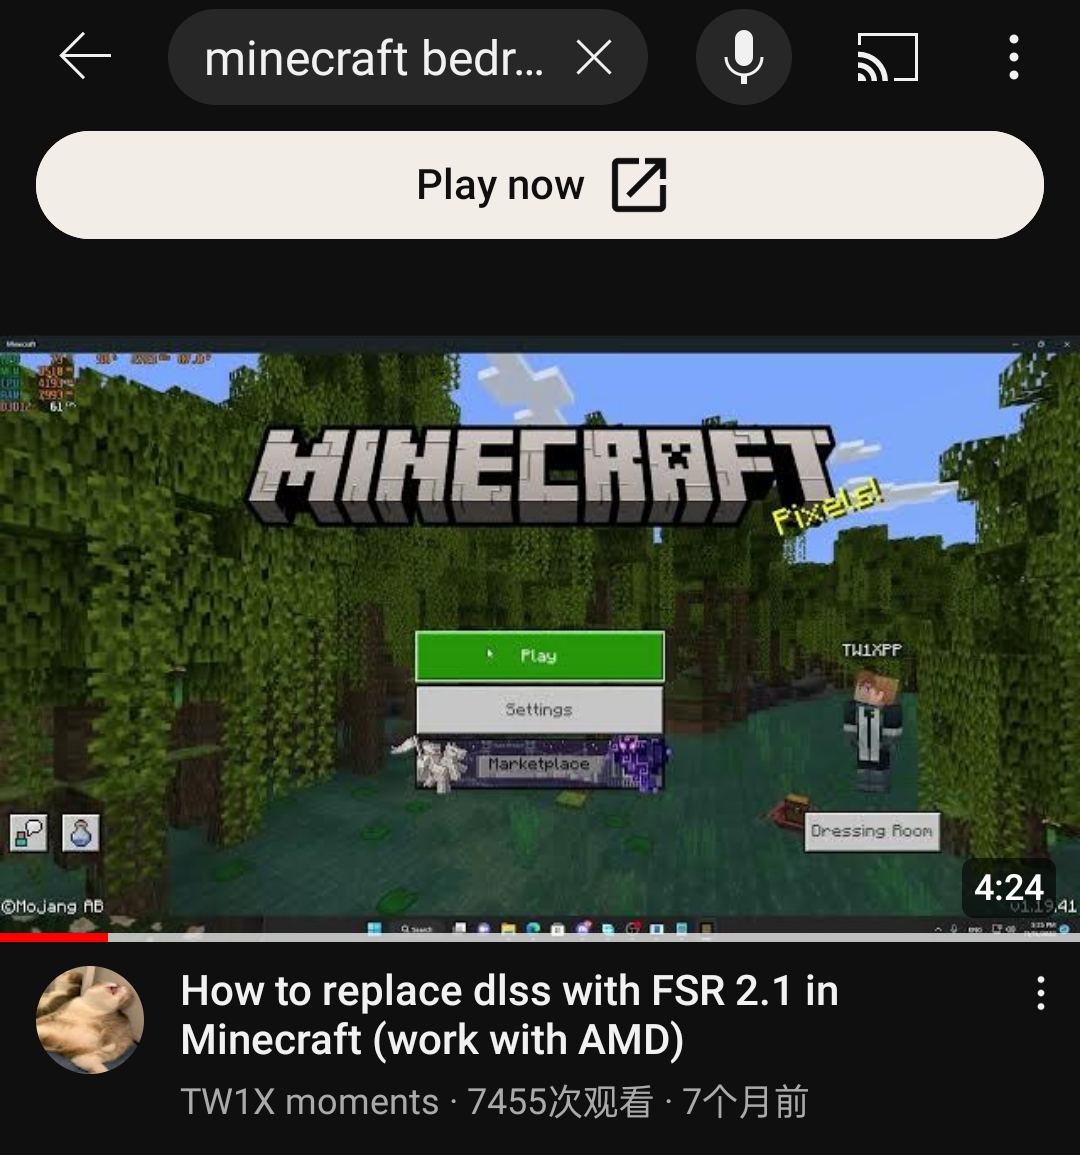 minecraft bedr...
Play now
Minecraft
MINECRAFT
Pixels!
Play
TW1XPP
Settings
Marketplace
Dressing Room
4:24
©Mojang AB
How to replace dlss with FSR 2.1 in
Minecraft (work with AMD)
TW1X moments · 7455次观看 · 7个月前